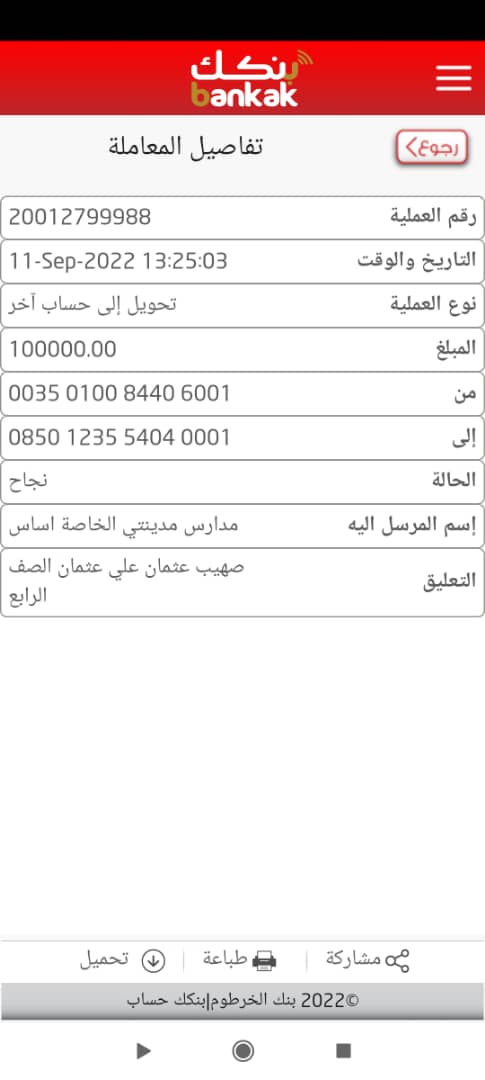 بنكك
bankak
رجوع
تفاصيل المعاملة
رقم العملية 20012799988
التاريخ والوقت 11-Sep-2022 13:25:03
نوع العملية تحويل إلى حساب آخر
المبلغ 100000.00
من 0035 0100 8440 6001
إلى 0850 1235 5404 0001
الحالة نجاح
إسم المرسل اليه مدارس مدينتي الخاصة اساس
التعليق صهيب عثمان علي عثمان الصف
الرابع
مشاركة طباعة تحميل
©2022 بنك الخرطوم|بنكك حساب